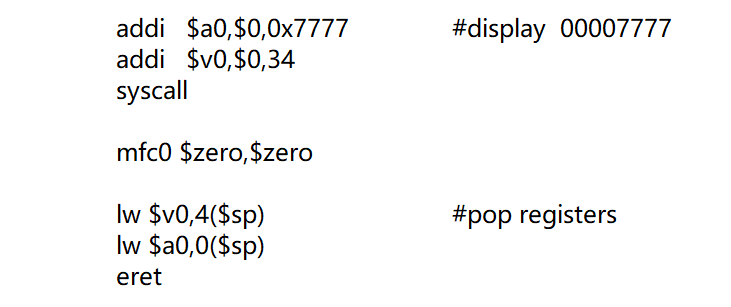 addi $a0,$0,0x7777 #display 00007777
addi $v0,$0,34
syscall
mfc0 $zero,$zero
lw $v0,4($sp) #pop registers
lw $a0,0($sp)
eret